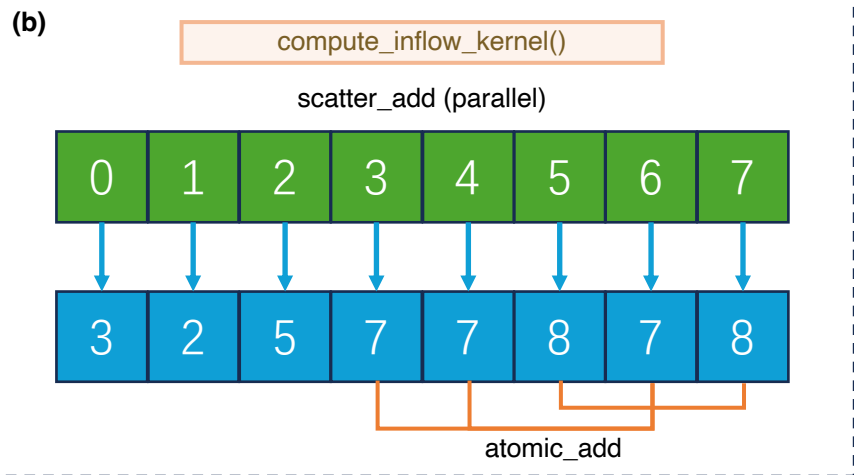 (b)
compute_inflow_kernel()
scatter_add (parallel)
0 1 2 3 4 5 6 7
3 2 5 7 7 8 7 8
atomic_add